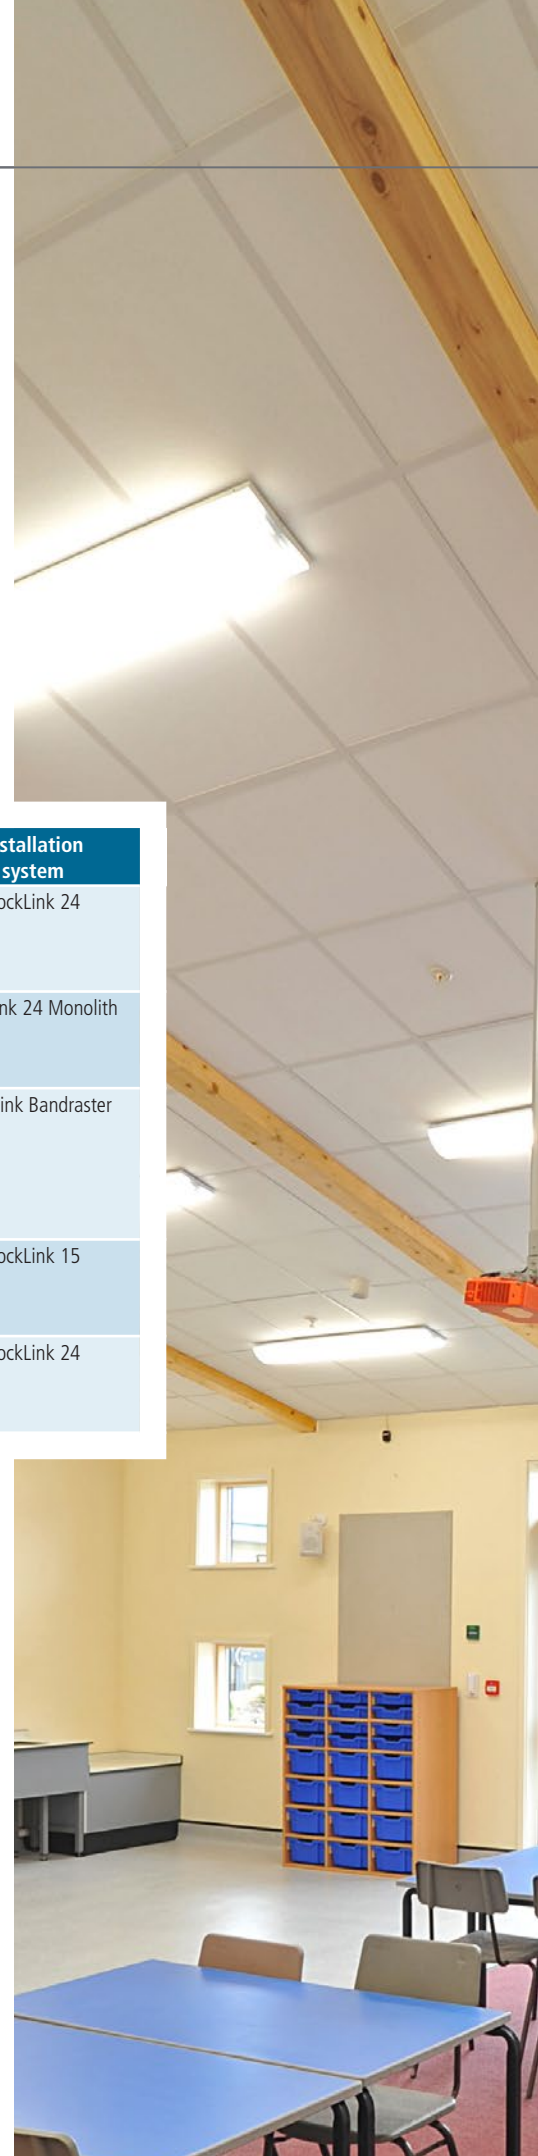 stallation
system
ockLink 24
nk 24 Monolith
ink Bandraster
ockLink 15
ockLink 24